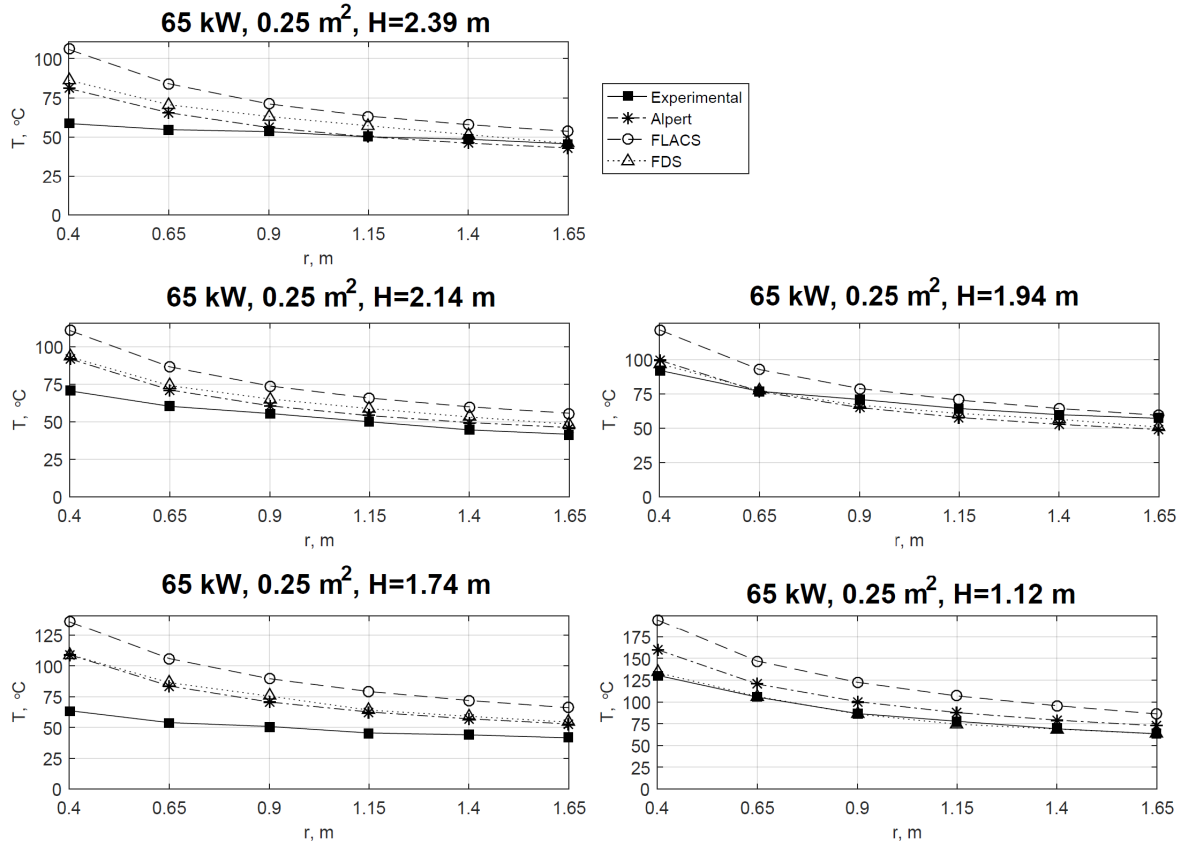 65 kW, 0.25 m², H=2.39 m
T, °C
100
75
50
25
0
0.4 0.65 0.9 1.15 1.4 1.65
r, m
Experimental
Alpert
FLACS
FDS
65 kW, 0.25 m², H=2.14 m
T, °C
100
75
50
25
0
0.4 0.65 0.9 1.15 1.4 1.65
r, m
65 kW, 0.25 m², H=1.94 m
T, °C
100
75
50
25
0
0.4 0.65 0.9 1.15 1.4 1.65
r, m
65 kW, 0.25 m², H=1.74 m
T, °C
125
100
75
50
25
0
0.4 0.65 0.9 1.15 1.4 1.65
r, m
65 kW, 0.25 m², H=1.12 m
T, °C
175
150
125
100
75
50
25
0
0.4 0.65 0.9 1.15 1.4 1.65
r, m